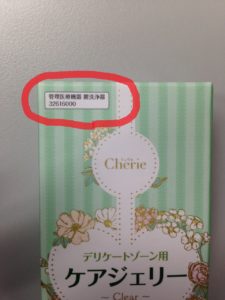 管理医療機器 膣洗浄器
32616000
Cherie
デリケートゾーン用
ケアジェリー
— Clear —